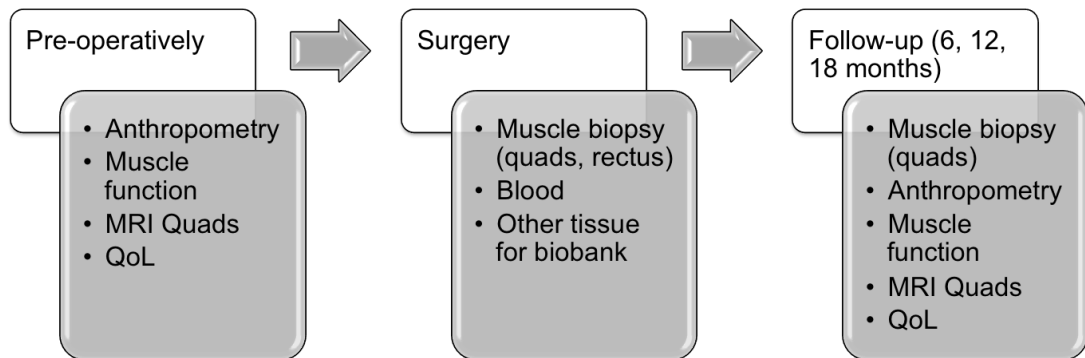 Pre-operatively
• Anthropometry
• Muscle
function
• MRI Quads
• QoL
Surgery
• Muscle biopsy
(quads, rectus)
• Blood
• Other tissue
for biobank
Follow-up (6, 12,
18 months)
• Muscle biopsy
(quads)
• Anthropometry
• Muscle
function
• MRI Quads
• QoL